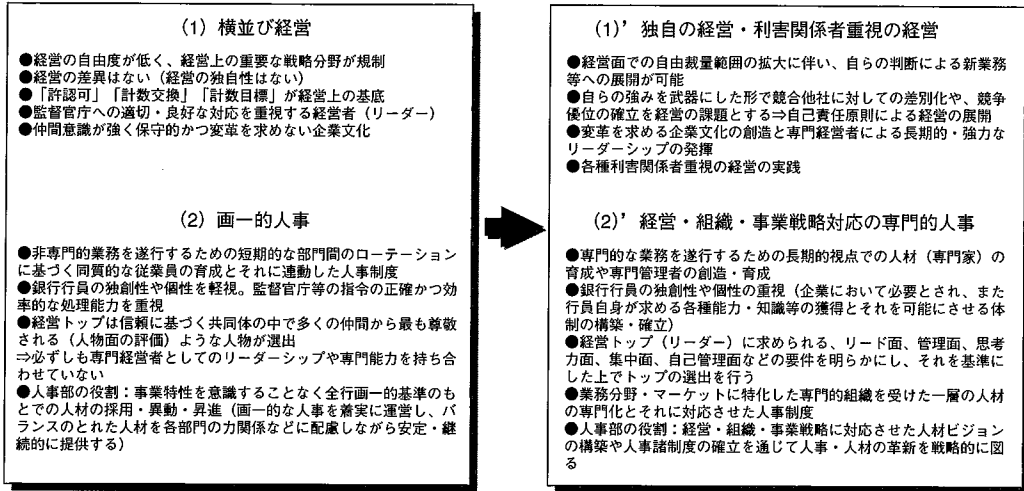 (1) 横並び経営
●経営の自由度が低く、経営上の重要な戦略分野が規制
●経営の差異はない（経営の独自性はない）
●「許認可」「計数交換」「計数目標」が経営上の基底
●監督官庁への適切・良好な対応を重視する経営者（リーダー）
●仲間意識が強く保守的かつ変革を求めない企業文化
(2) 画一的人事
●非専門的業務を遂行するための短期的な部門間のローテーション
に基づく同質的な従業員の育成とそれに連動した人事制度
●銀行行員の独創性や個性を軽視。監督官庁等の指令の正確かつ効
率的な処理能力を重視
●経営トップは信頼に基づく共同体の中で多くの仲間から最も尊敬
される（人物面の評価）ような人物が選出
⇒必ずしも専門経営者としてのリーダーシップや専門能力を持ち合
わせていない
●人事部の役割：事業特性を意識することなく全行画一的基準のも
とでの人材の採用・異動・昇進（画一的な人事を着実に運営し、バ
ランスのとれた人材を各部門の力関係などに配慮しながら安定・継
続的に提供する）
(1)’ 独自の経営・利害関係者重視の経営
●経営面での自由裁量範囲の拡大に伴い、自らの判断による新業務
等への展開が可能
●自らの強みを武器にした形で競合他社に対しての差別化や、競争
優位の確立を経営の課題とする⇒自己責任原則による経営の展開
●変革を求める企業文化の創造と専門経営者による長期的・強力な
リーダーシップの発揮
●各種利害関係者重視の経営の実践
(2)’ 経営・組織・事業戦略対応の専門的人事
●専門的な業務を遂行するための長期的視点での人材（専門家）の
育成や専門管理者の創造・育成
●銀行行員の独創性や個性の重視（企業において必要とされ、また
行員自身が求める各種能力・知識等の獲得とそれを可能にさせる体
制の構築・確立）
●経営トップ（リーダー）に求められる、リード面、管理面、思考
力面、集中面、自己管理面などの要件を明らかにし、それを基準に
した上でトップの選出を行う
●業務分野・マーケットに特化した専門的組織を受けた一層の人材
の専門化とそれに対応させた人事制度
●人事部の役割：経営・組織・事業戦略に対応させた人材ビジョン
の構築や人事諸制度の確立を通じて人事・人材の革新を戦略的に図
る